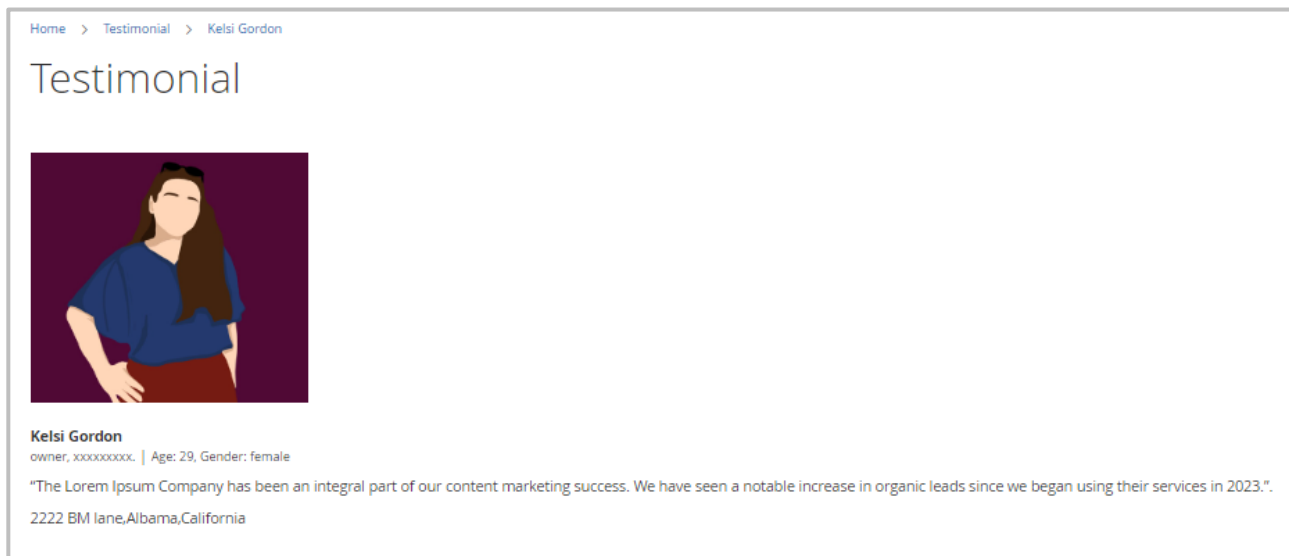 Home > Testimonial > Kelsi Gordon
Testimonial
Kelsi Gordon
owner, xxxxxxxxx. | Age: 29, Gender: female
“The Lorem Ipsum Company has been an integral part of our content marketing success. We have seen a notable increase in organic leads since we began using their services in 2023.”.
2222 BM lane,Albama,California